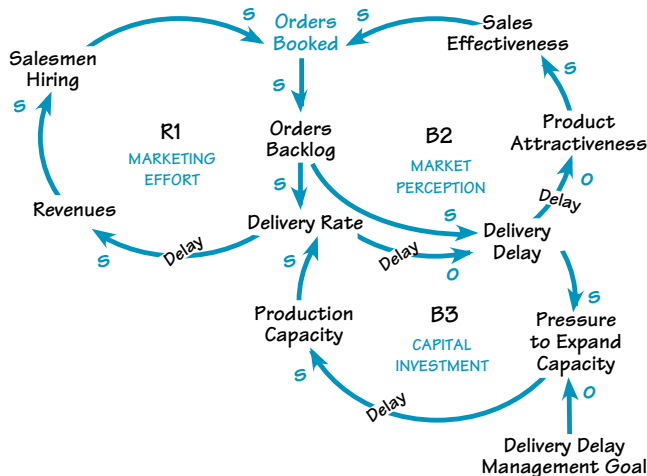 Orders
Booked
S
S
Sales
Effectiveness
Salesmen
Hiring
S
S
S
R1
MARKETING
EFFORT
Orders
Backlog
B2
MARKET
PERCEPTION
Product
Attractiveness
S
O
Delay
Revenues
Delivery Rate
S
Delivery
Delay
S
Delay
S
Delay
O
Production
Capacity
B3
CAPITAL
INVESTMENT
S
Pressure
to Expand
Capacity
S
Delay
O
Delivery Delay
Management Goal